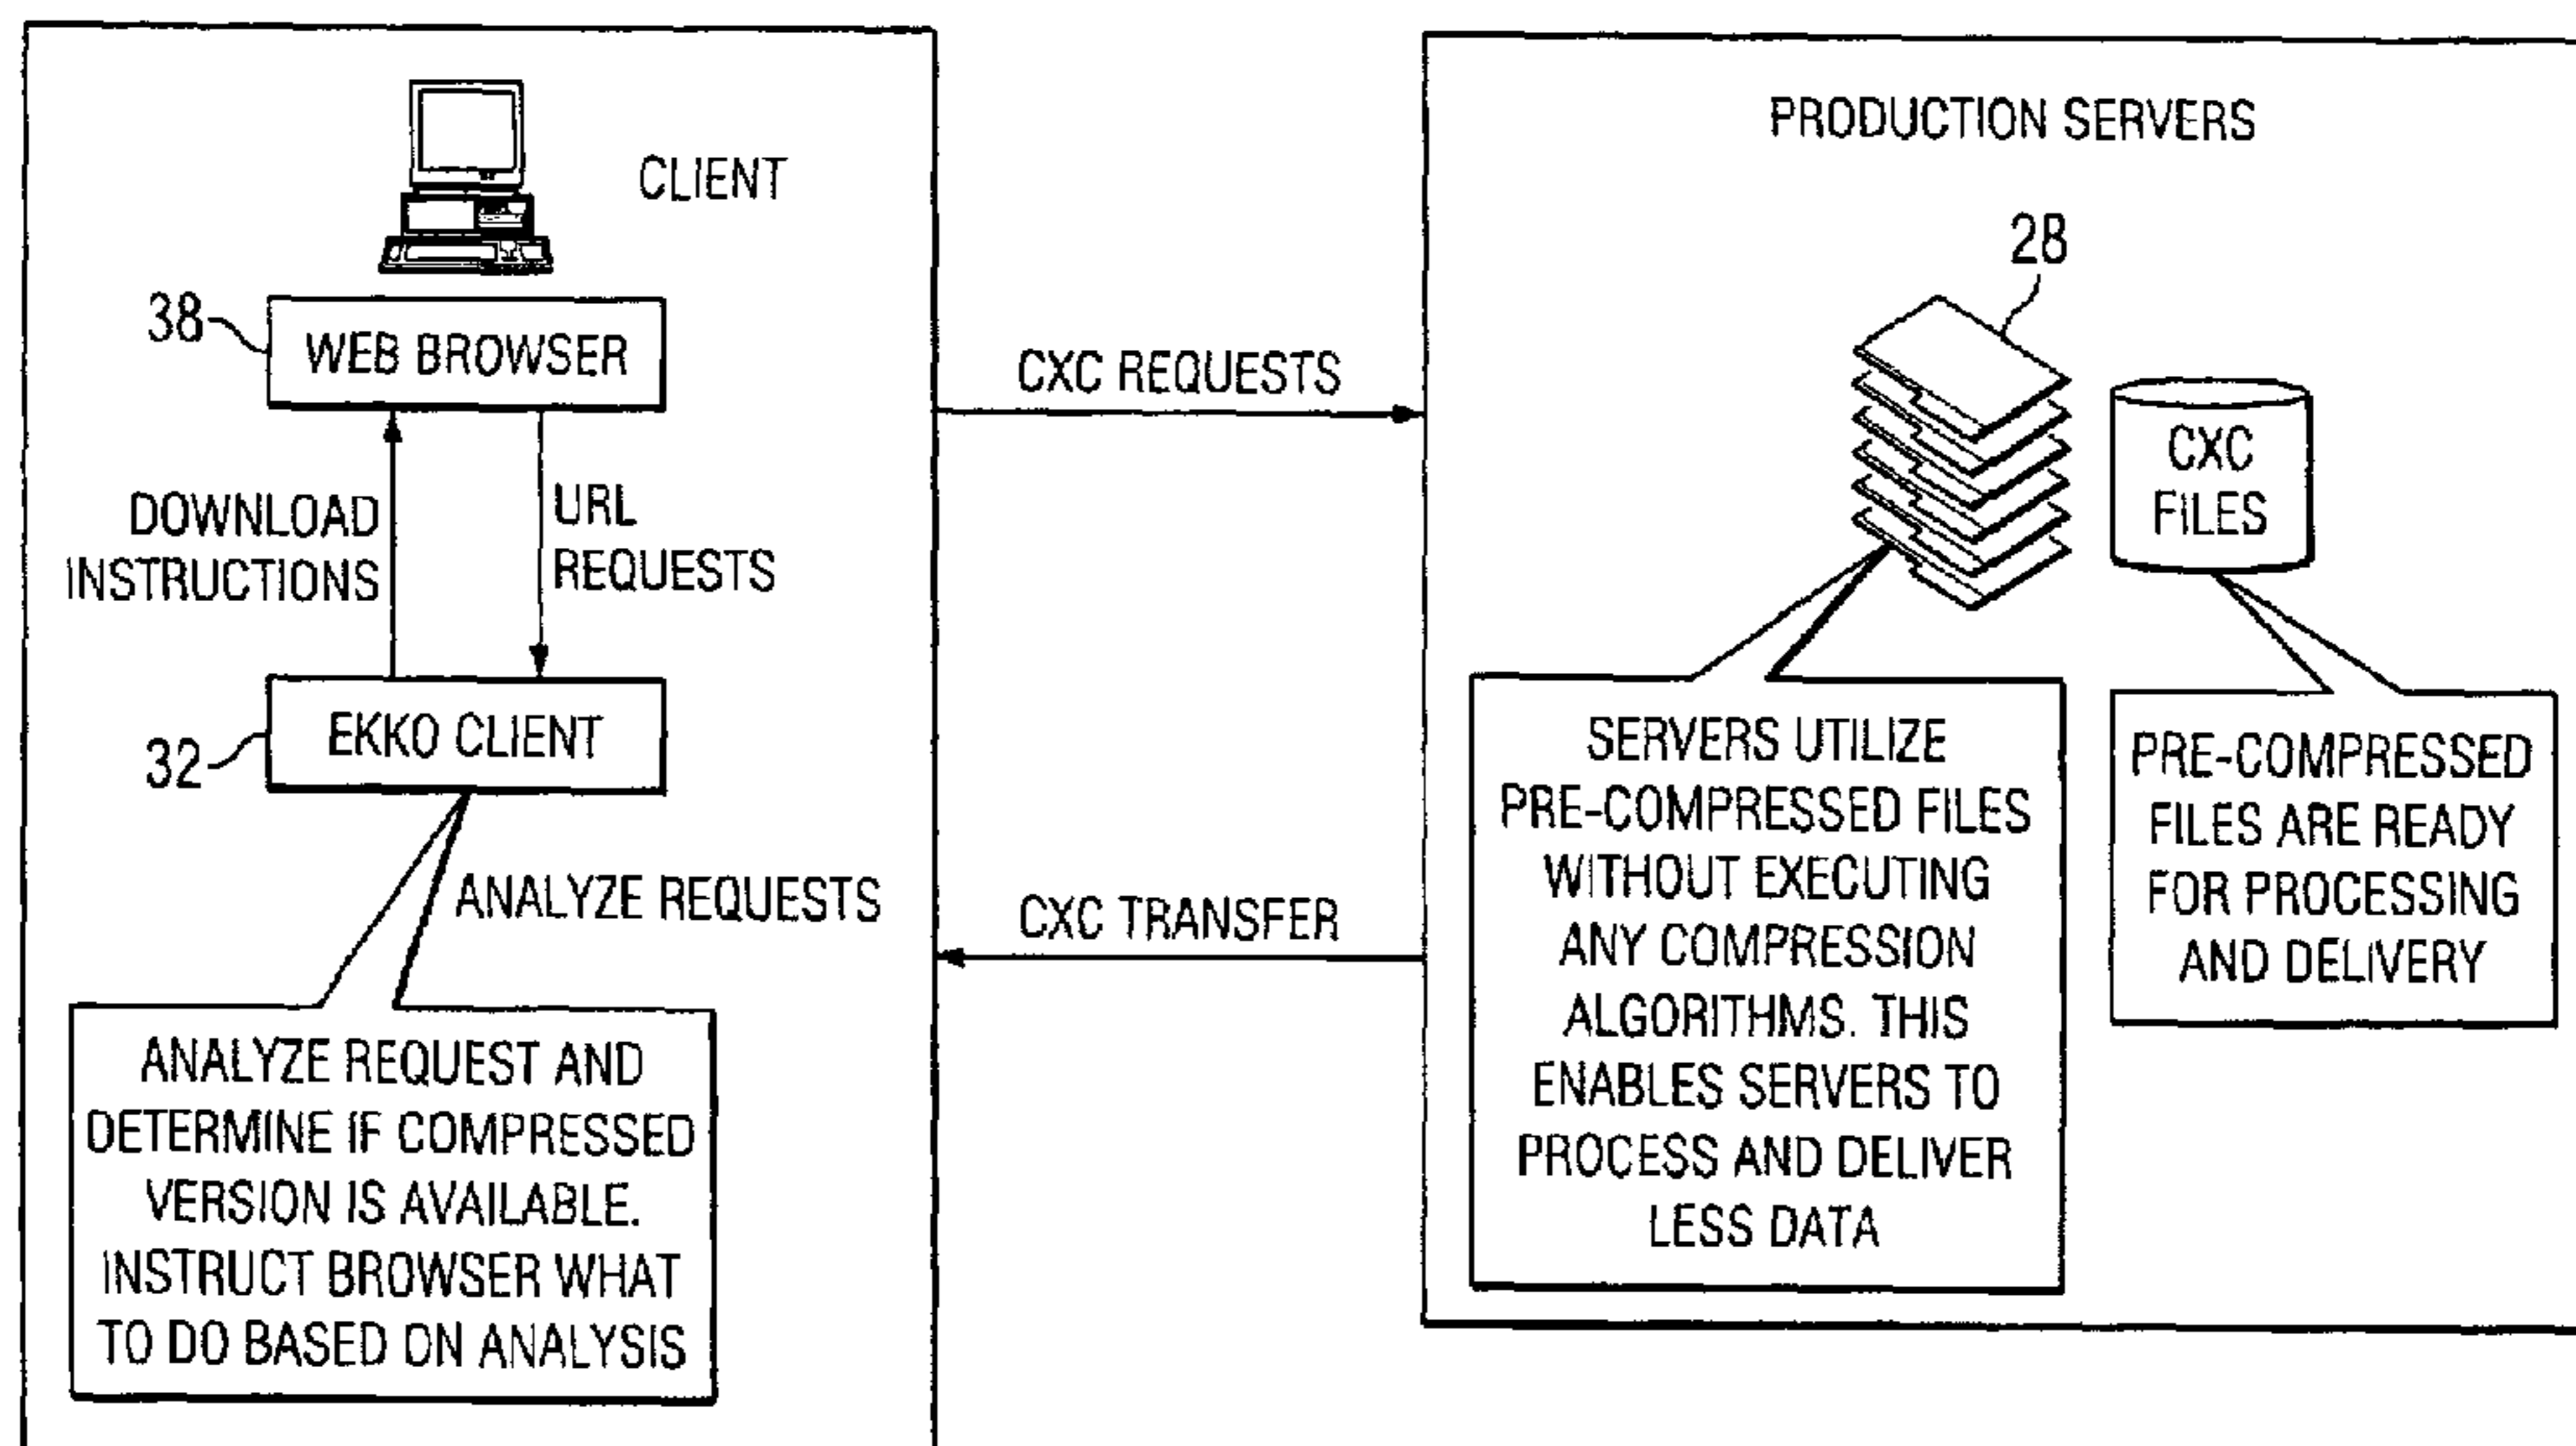 CLIENT
38
WEB BROWSER
DOWNLOAD
INSTRUCTIONS
URL
REQUESTS
32
EKKO CLIENT
ANALYZE REQUESTS
ANALYZE REQUEST AND
DETERMINE IF COMPRESSED
VERSION IS AVAILABLE.
INSTRUCT BROWSER WHAT
TO DO BASED ON ANALYSIS
CXC REQUESTS
CXC TRANSFER
PRODUCTION SERVERS
28
CXC
FILES
SERVERS UTILIZE
PRE-COMPRESSED FILES
WITHOUT EXECUTING
ANY COMPRESSION
ALGORITHMS. THIS
ENABLES SERVERS TO
PROCESS AND DELIVER
LESS DATA
PRE-COMPRESSED
FILES ARE READY
FOR PROCESSING
AND DELIVERY